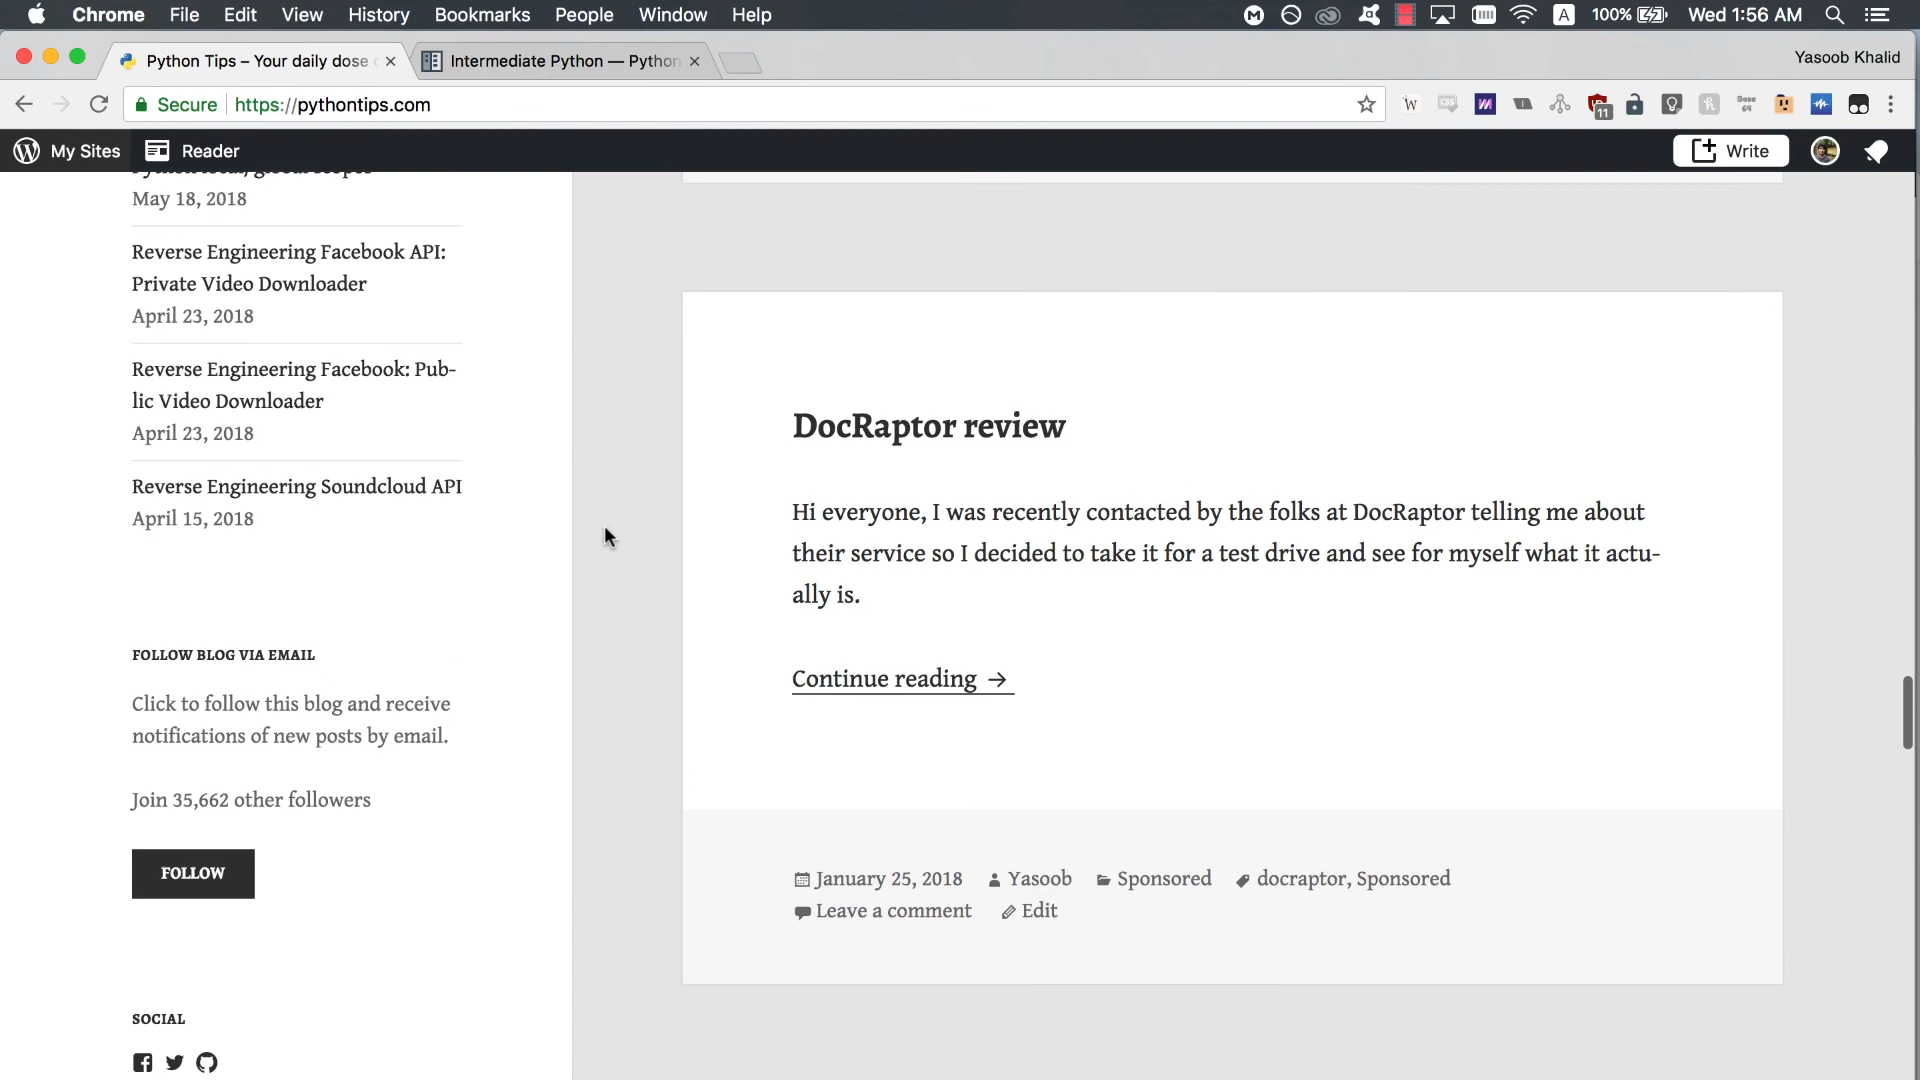 Chrome File Edit View History Bookmarks People Window Help 100% Wed 1:56 AM
Python Tips – Your daily dose
Intermediate Python — Python
Yasoob Khalid
Secure https://pythontips.com
11
Base 64
My Sites Reader Write
May 18, 2018
Reverse Engineering Facebook API:
Private Video Downloader
April 23, 2018
Reverse Engineering Facebook: Pub-
lic Video Downloader
April 23, 2018
Reverse Engineering Soundcloud API
April 15, 2018
FOLLOW BLOG VIA EMAIL
Click to follow this blog and receive
notifications of new posts by email.
Join 35,662 other followers
FOLLOW
SOCIAL
DocRaptor review
Hi everyone, I was recently contacted by the folks at DocRaptor telling me about
their service so I decided to take it for a test drive and see for myself what it actu-
ally is.
Continue reading →
January 25, 2018 Yasoob Sponsored docraptor, Sponsored
Leave a comment Edit